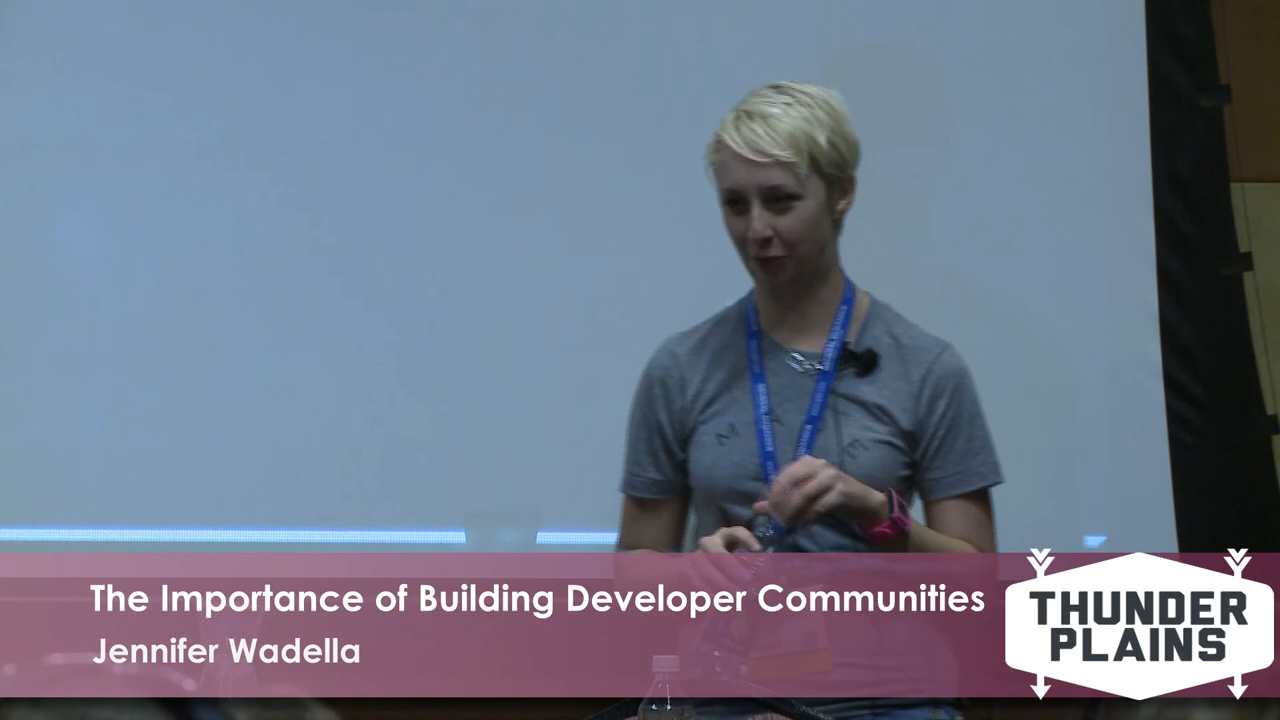 The Importance of Building Developer Communities
Jennifer Wadella
THUNDER
PLAINS